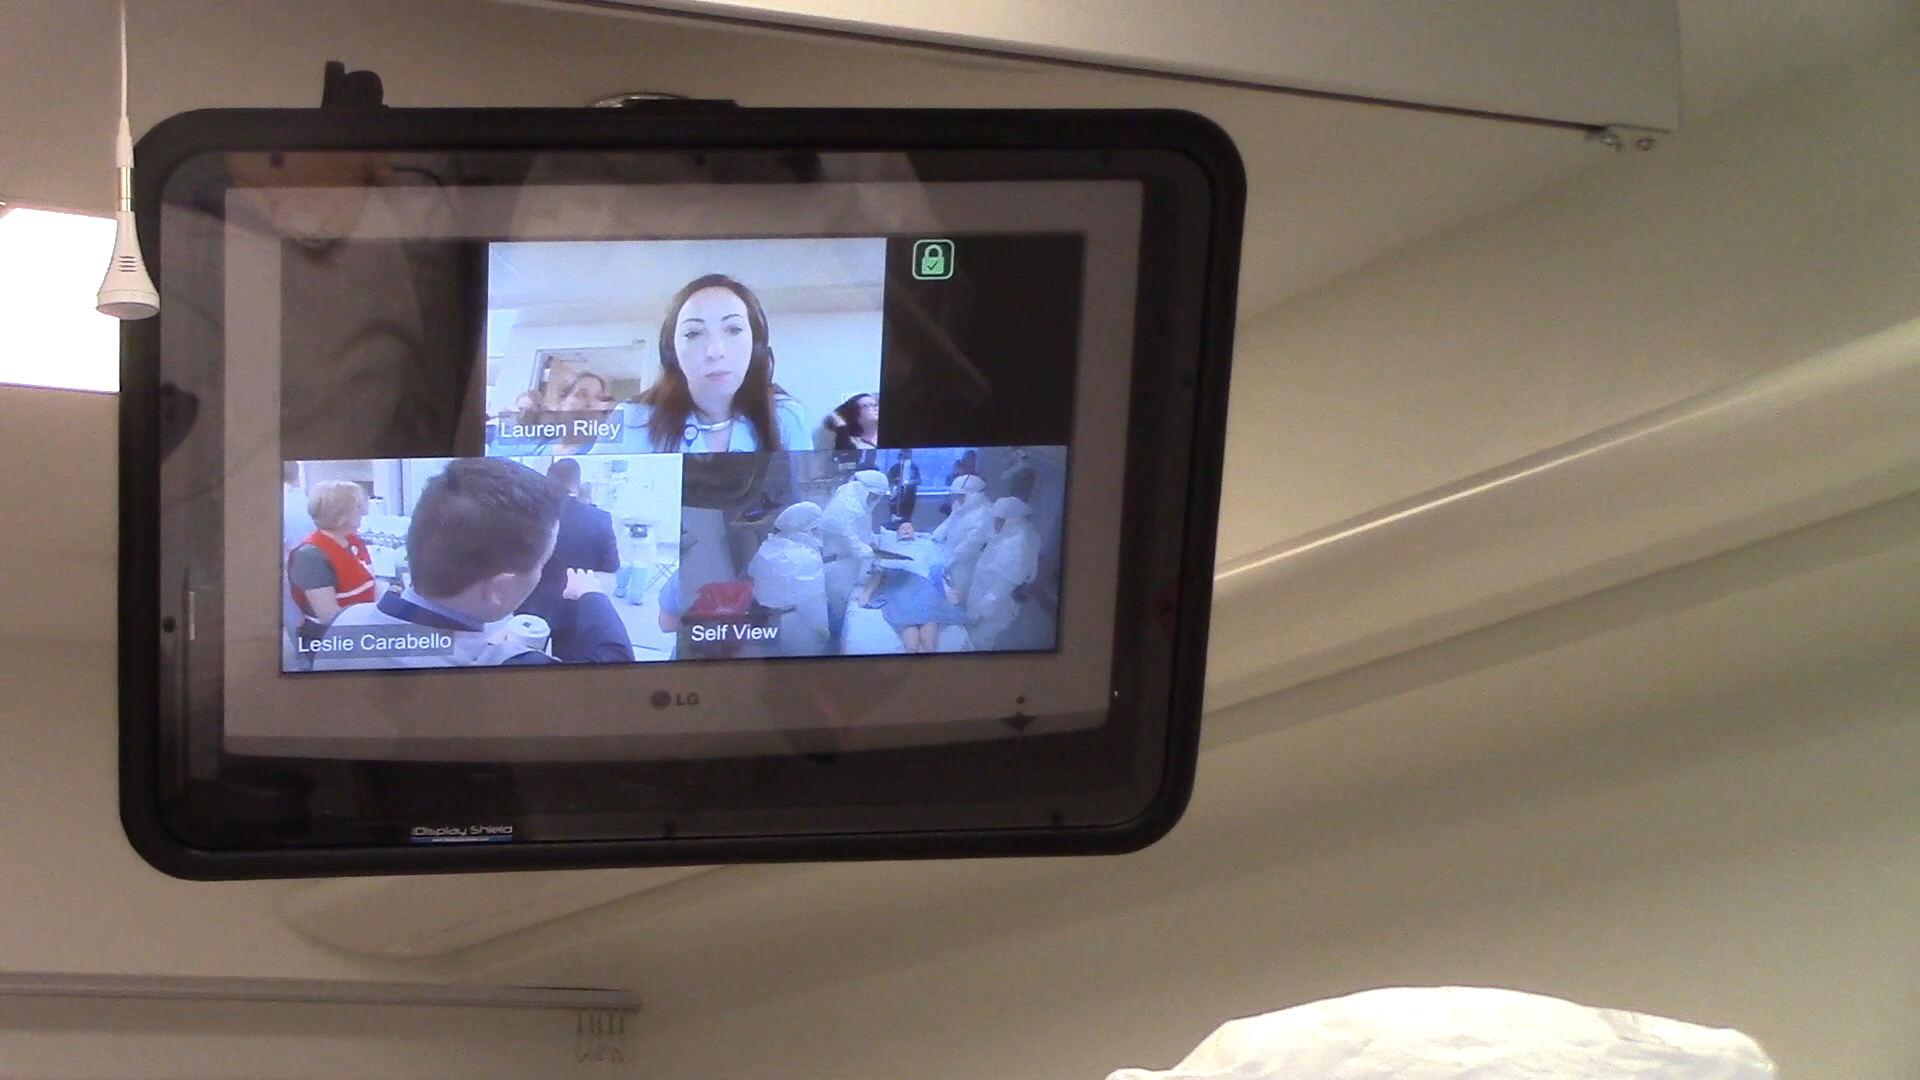 Lauren Riley
Leslie Carabello
Self View
LG
Display Shield